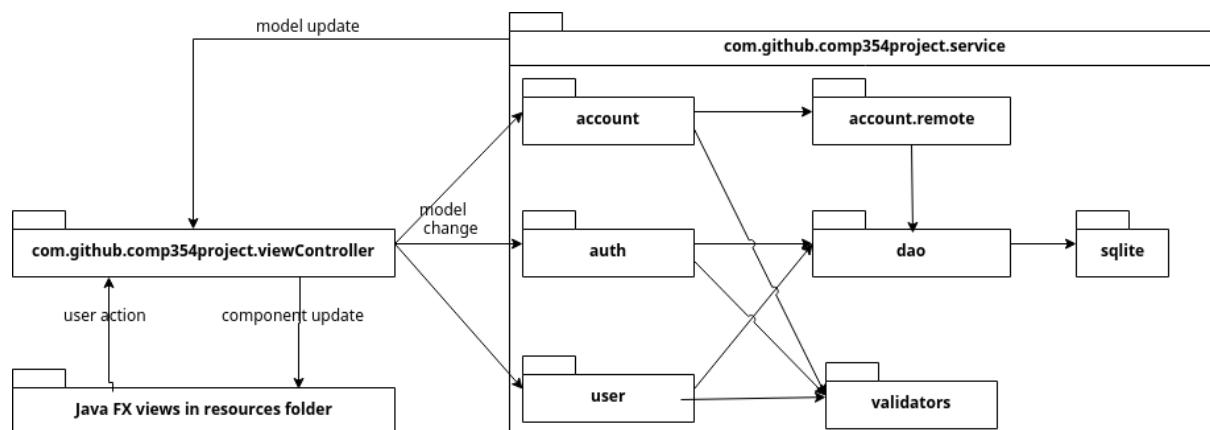 model update
com.github.comp354project.service
account
account.remote
model
change
com.github.comp354project.viewController
auth
dao
sqlite
user action
component update
user
validators
Java FX views in resources folder